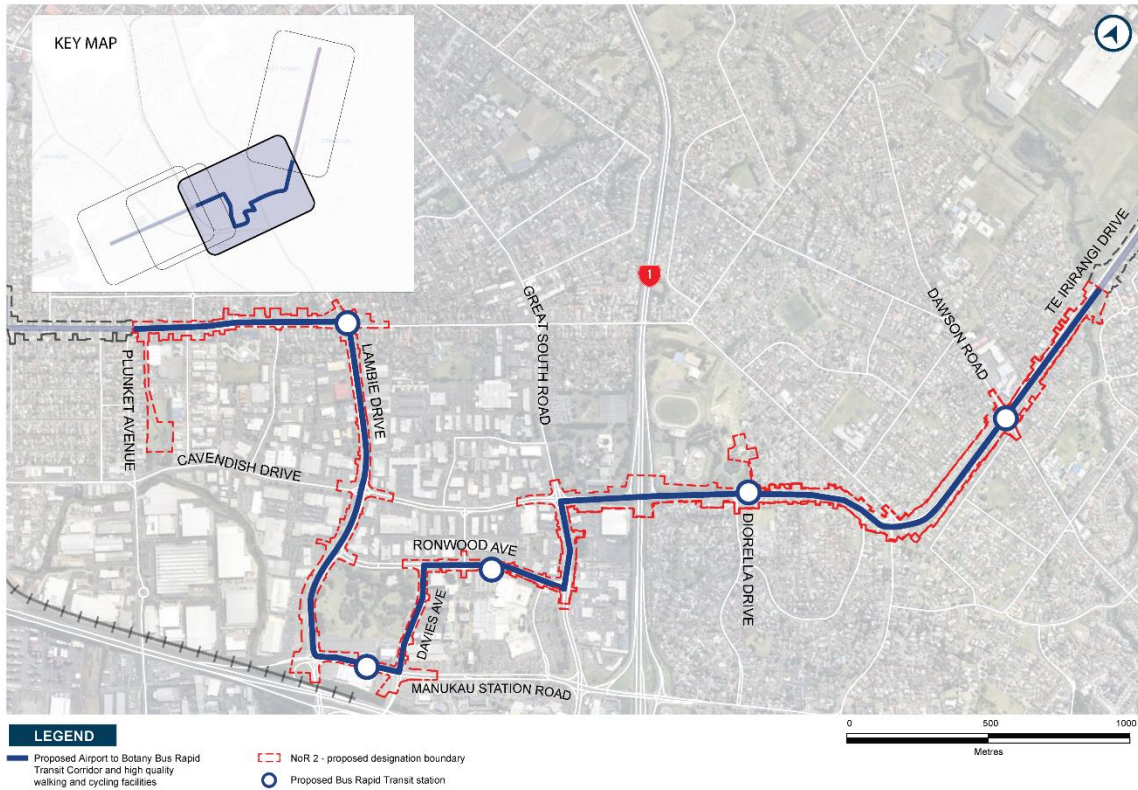 KEY MAP
1
GREAT SOUTH ROAD
TE IRIRANGI DRIVE
DAWSON ROAD
LAMBIE DRIVE
PLUNKET AVENUE
CAVENDISH DRIVE
RONWOOD AVE
DIORELLA DRIVE
DAVIES AVE
MANUKAU STATION ROAD
LEGEND
Proposed Airport to Botany Bus Rapid
Transit Corridor and high quality
walking and cycling facilities
NoR 2 - proposed designation boundary
Proposed Bus Rapid Transit station
0 500 1000
Metres